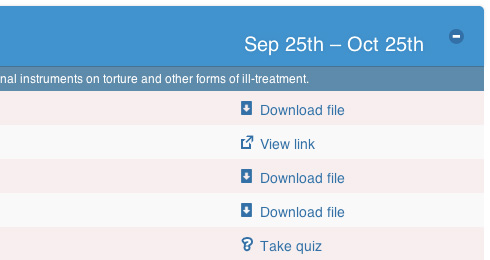 Sep 25th – Oct 25th
nal instruments on torture and other forms of ill-treatment.
Download file
View link
Download file
Download file
Take quiz